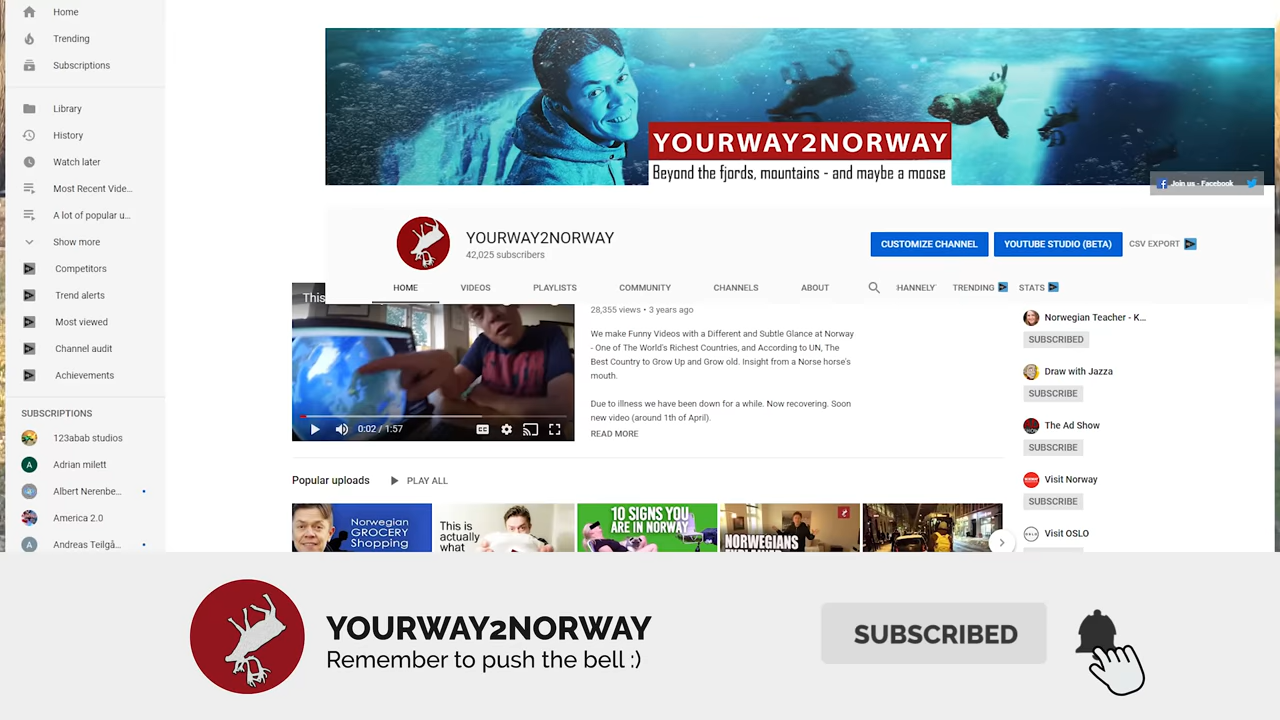 Home
Trending
Subscriptions
Library
History
Watch later
Most Recent Vide...
A lot of popular u...
Show more
Competitors
Trend alerts
Most viewed
Channel audit
Achievements
SUBSCRIPTIONS
123abab studios
A Adrian milett
Albert Nerenbe...
America 2.0
A Andreas Teilgå...
YOURWAY2NORWAY
Beyond the fjords, mountains - and maybe a moose
Join us - Facebook
YOURWAY2NORWAY
42,025 subscribers
CUSTOMIZE CHANNEL
YOUTUBE STUDIO (BETA)
CSV EXPORT
HOME VIDEOS PLAYLISTS COMMUNITY CHANNELS ABOUT HANNELY TRENDING STATS
This
0:02 / 1:57
28,355 views • 3 years ago
We make Funny Videos with a Different and Subtle Glance at Norway
- One of The World's Richest Countries, and According to UN, The
Best Country to Grow Up and Grow old. Insight from a Norse horse's
mouth.
Due to illness we have been down for a while. Now recovering. Soon
new video (around 1th of April).
READ MORE
Norwegian Teacher - K...
SUBSCRIBED
Draw with Jazza
SUBSCRIBE
The Ad Show
SUBSCRIBE
Visit Norway
SUBSCRIBE
Visit OSLO
Popular uploads PLAY ALL
Norwegian
GROCERY
Shopping
This is
actually
what
10 SIGNS YOU
ARE IN NORWAY
NORWEGIANS
YOURWAY2NORWAY
Remember to push the bell :)
SUBSCRIBED